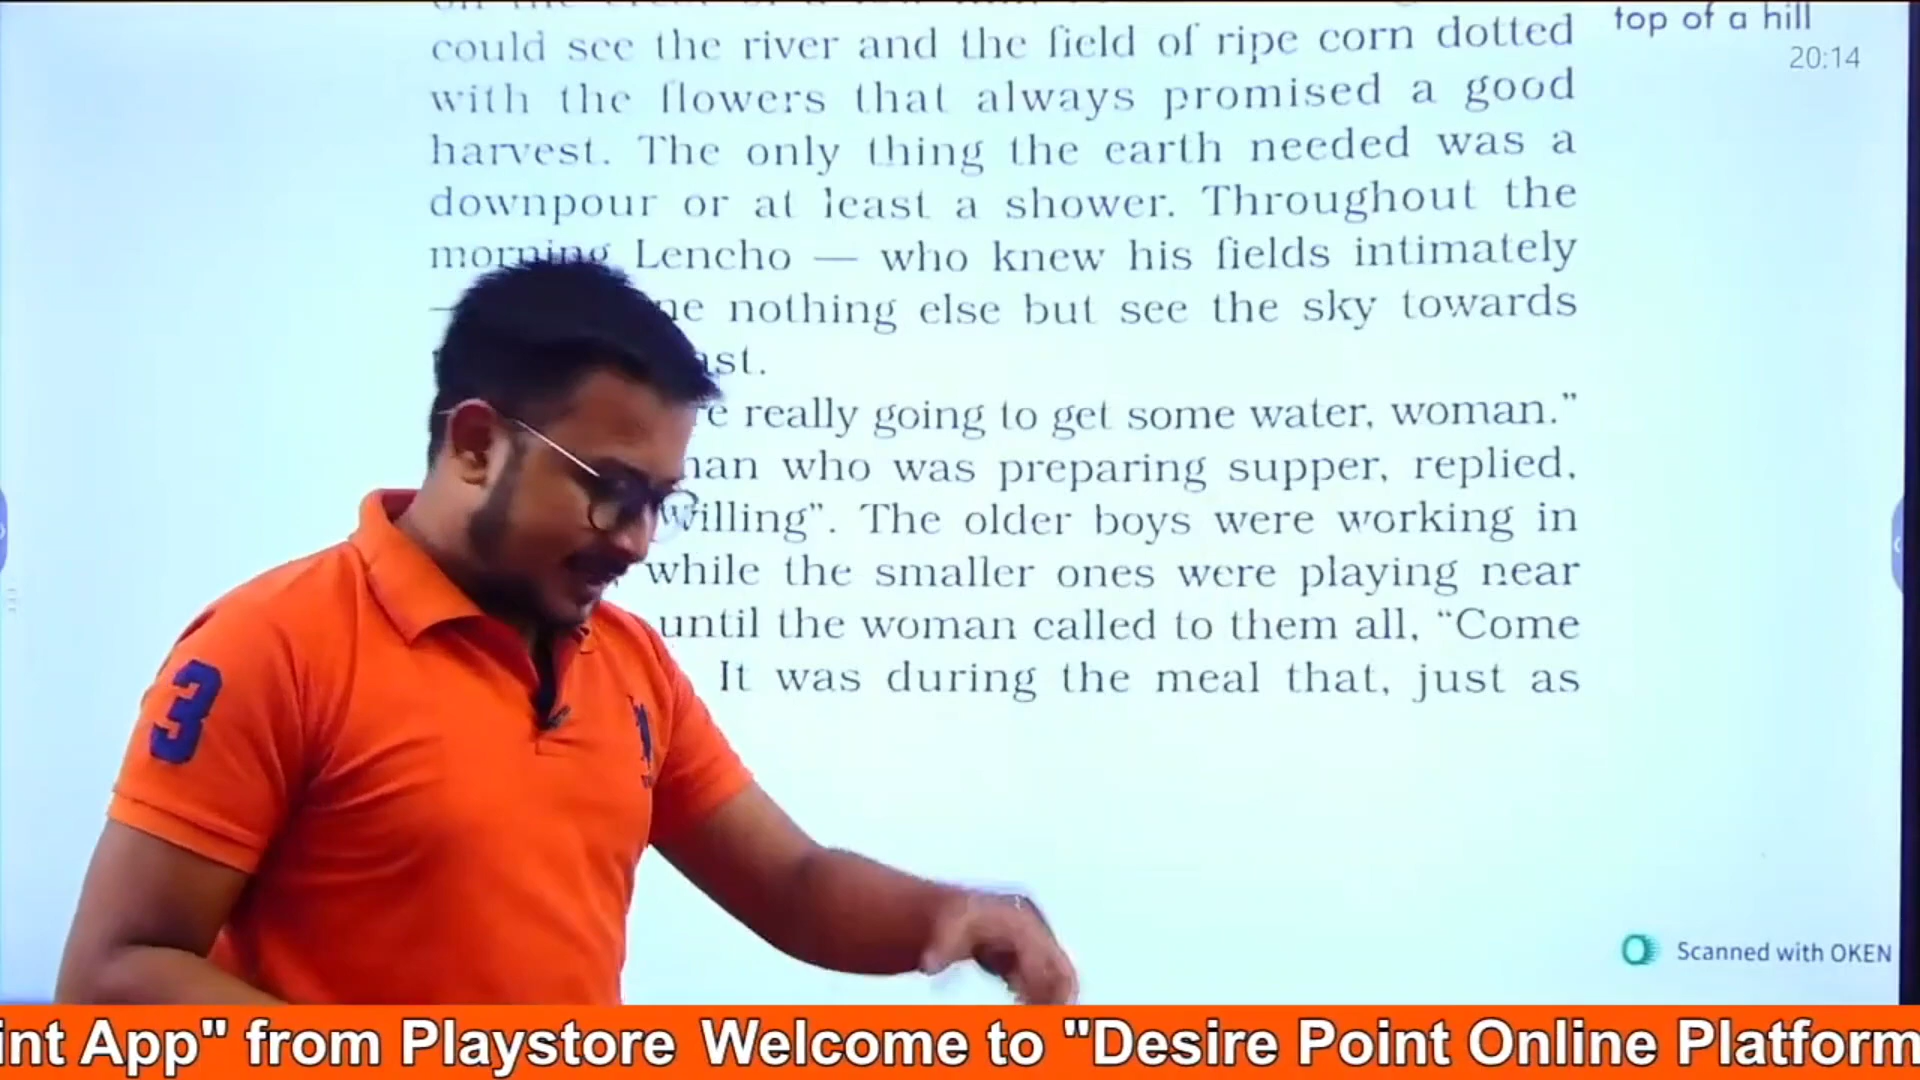 could see the river and the field of ripe corn dotted
with the flowers that always promised a good
harvest. The only thing the earth needed was a
downpour or at least a shower. Throughout the
morning Lencho — who knew his fields intimately
— nothing else but see the sky towards
really going to get some water, woman.”
who was preparing supper, replied,
willing”. The older boys were working in
while the smaller ones were playing near
until the woman called to them all, “Come
It was during the meal that, just as
top of a hill
20:14
3
Scanned with OKEN
int App" from Playstore Welcome to "Desire Point Online Platform